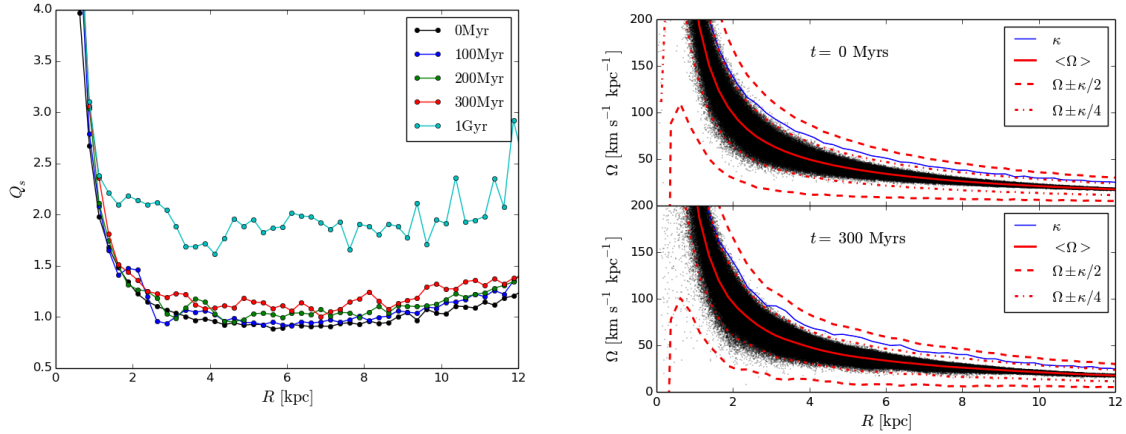 4.0
3.5
3.0
2.5
2.0
1.5
1.0
0.5
Q_s
0 2 4 6 8 10 12
R [kpc]
0Myr
100Myr
200Myr
300Myr
1Gyr
200
150
100
50
200
150
100
50
0
Ω [km s⁻¹ kpc⁻¹]
Ω [km s⁻¹ kpc⁻¹]
t = 0 Myrs
κ
<Ω>
Ω±κ/2
Ω±κ/4
t = 300 Myrs
κ
<Ω>
Ω±κ/2
Ω±κ/4
0 2 4 6 8 10 12
R [kpc]